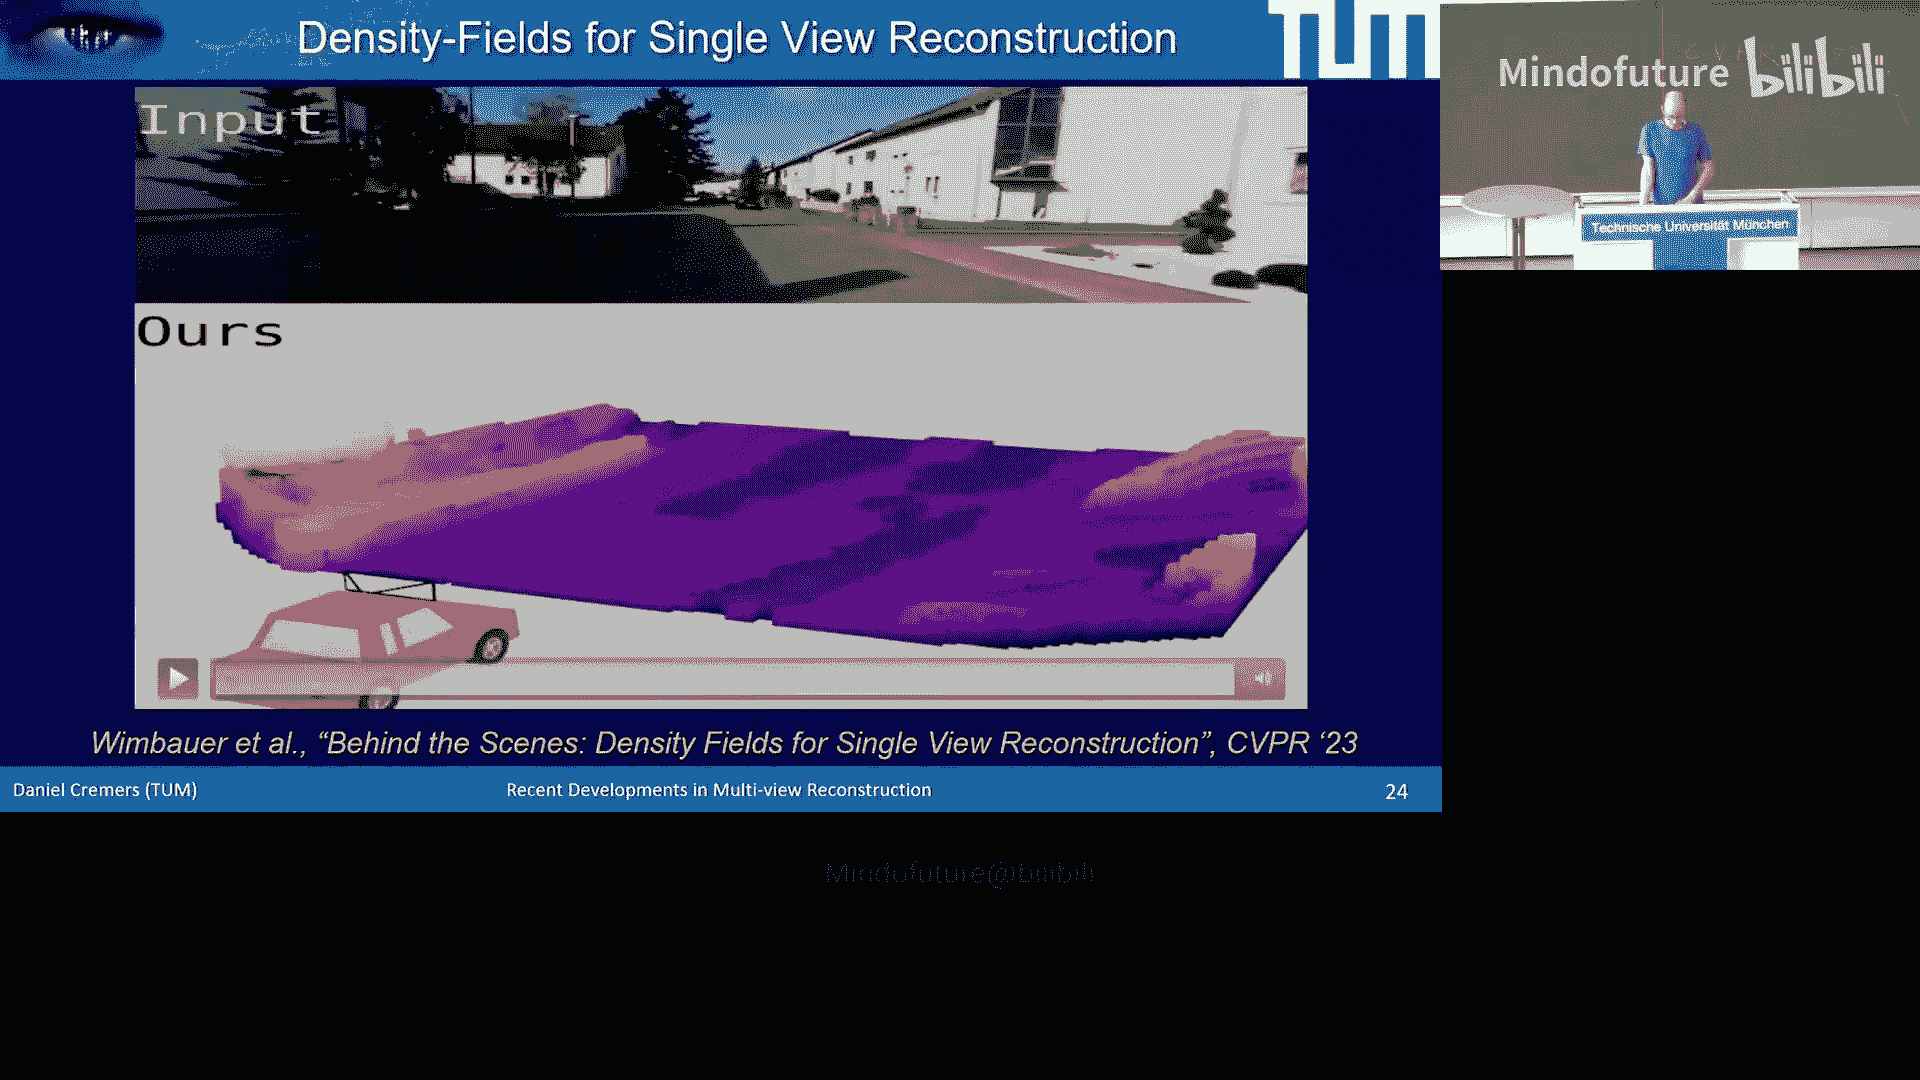 Density-Fields for Single View Reconstruction
TUM
Mindofuture bilibili
Input
Technische Universität München
Ours
Wimbauer et al., “Behind the Scenes: Density Fields for Single View Reconstruction”, CVPR ‘23
Daniel Cremers (TUM)
Recent Developments in Multi-view Reconstruction
24
Mindofuture@bilibili